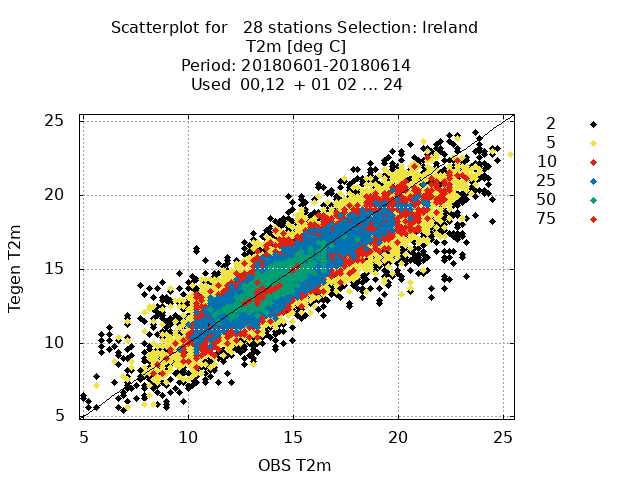 Scatterplot for   28 stations Selection: Ireland
T2m [deg C]
Period: 20180601-20180614
Used  00,12  + 01 02 ... 24
2
5
10
25
50
75
Tegen T2m
25
20
15
10
5
5 10 15 20 25
OBS T2m